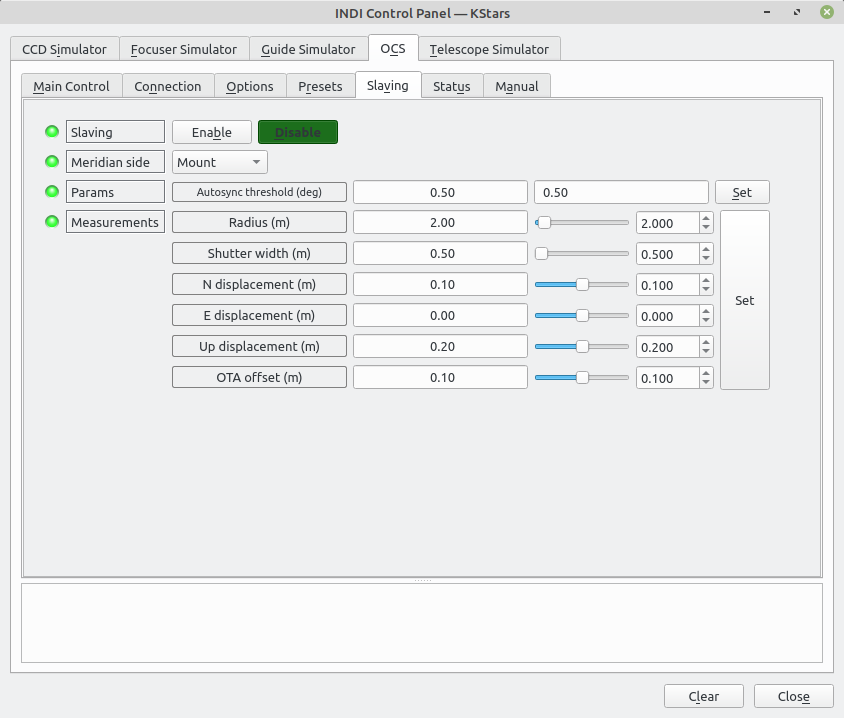 INDI Control Panel — KStars
CCD Simulator Focuser Simulator Guide Simulator OCS Telescope Simulator
Main Control Connection Options Presets Slaving Status Manual
Slaving Enable Disable
Meridian side Mount
Params Autosync threshold (deg) 0.50 0.50 Set
Measurements Radius (m) 2.00 2.000
Shutter width (m) 0.50 0.500
N displacement (m) 0.10 0.100
Set
E displacement (m) 0.00 0.000
Up displacement (m) 0.20 0.200
OTA offset (m) 0.10 0.100
Clear Close